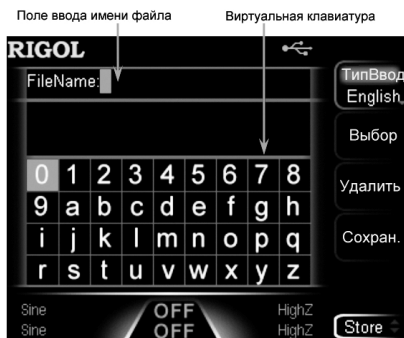 Поле ввода имени файла
Виртуальная клавиатура
RIGOL
FileName:
ТипВвод
English
Выбор
0 1 2 3 4 5 6 7 8
Удалить
9 a b c d e f g h
i j k l m n o p q
Сохран.
r s t u v w x y z
Sine OFF HighZ
Sine OFF HighZ
Store